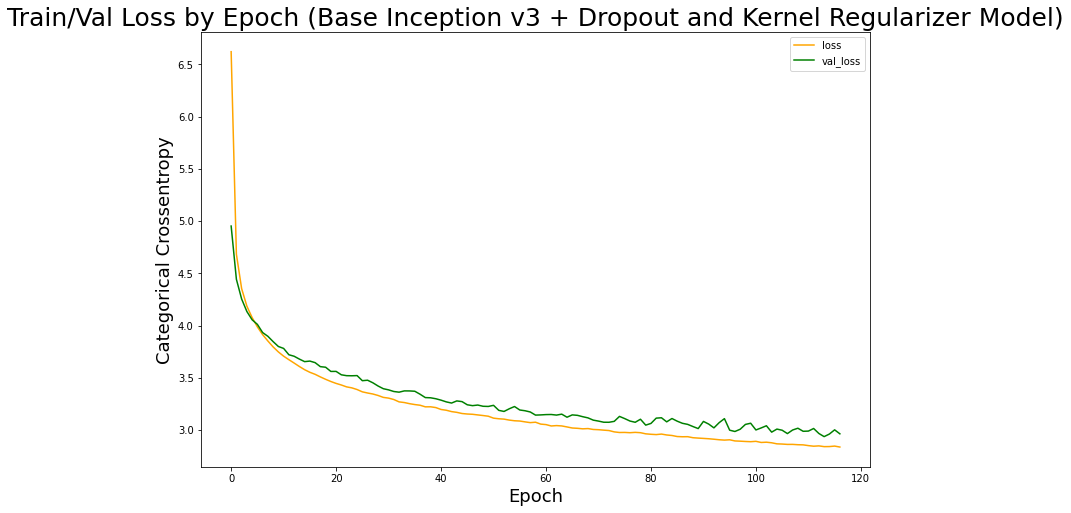 Train/Val Loss by Epoch (Base Inception v3 + Dropout and Kernel Regularizer Model)
loss
val_loss
6.5
6.0
5.5
5.0
4.5
4.0
3.5
3.0
Categorical Crossentropy
0 20 40 60 80 100 120
Epoch